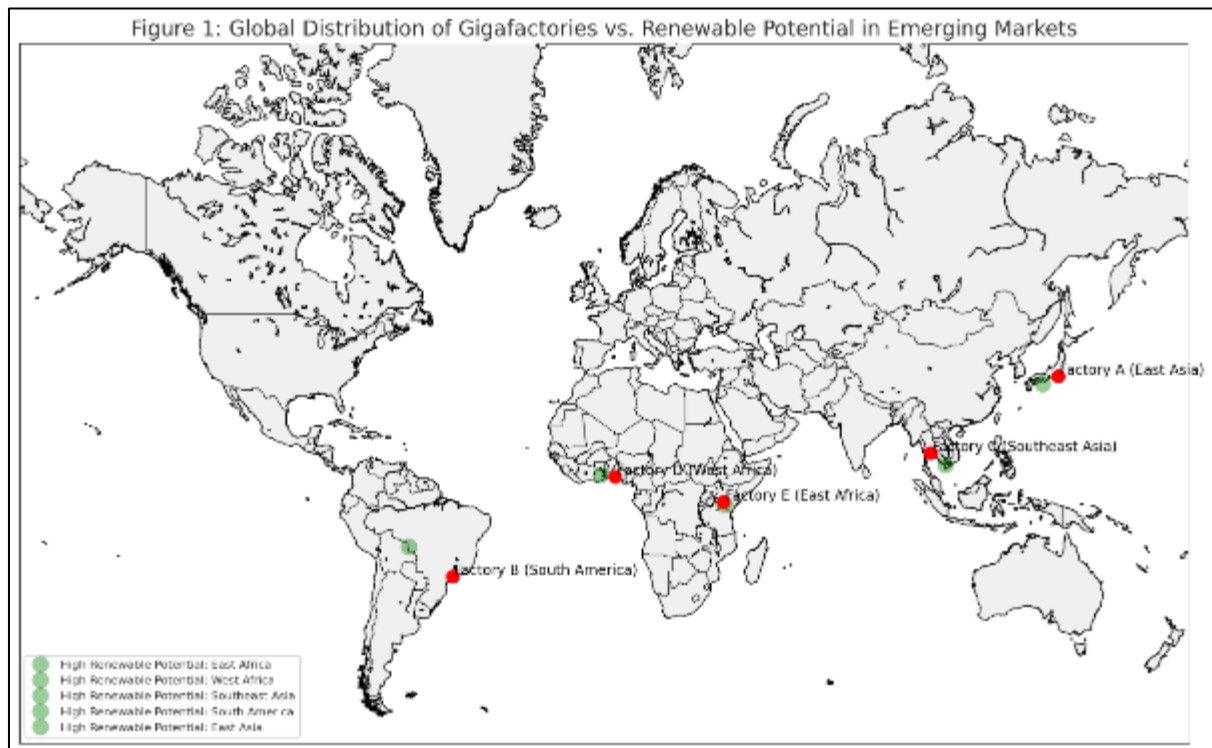 Figure 1: Global Distribution of Gigafactories vs. Renewable Potential in Emerging Markets
Factory A (East Asia)
Factory C (Southeast Asia)
Factory D (West Africa)
Factory E (East Africa)
Factory B (South America)
High Renewable Potential: East Africa
High Renewable Potential: West Africa
High Renewable Potential: Southeast Asia
High Renewable Potential: South America
High Renewable Potential: East Asia